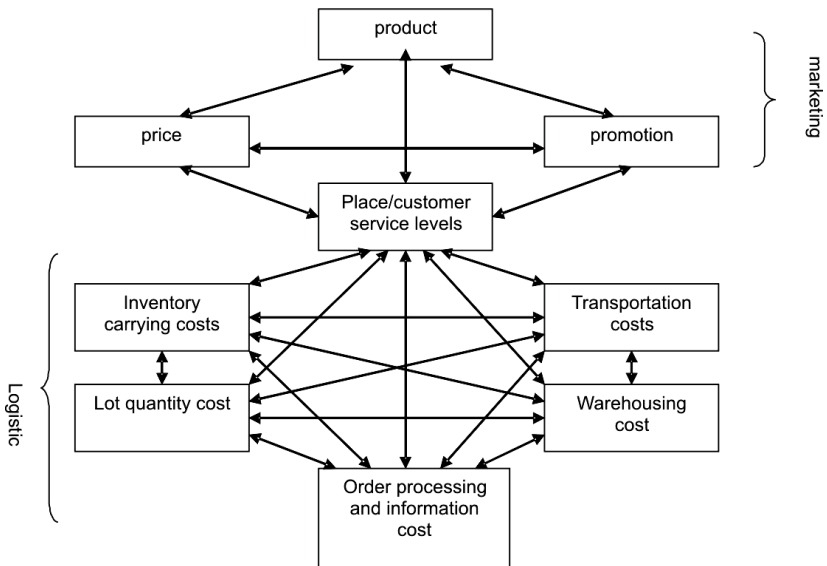 product
marketing
price
promotion
Place/customer
service levels
Inventory
carrying costs
Transportation
costs
Logistic
Lot quantity cost
Warehousing
cost
Order processing
and information
cost